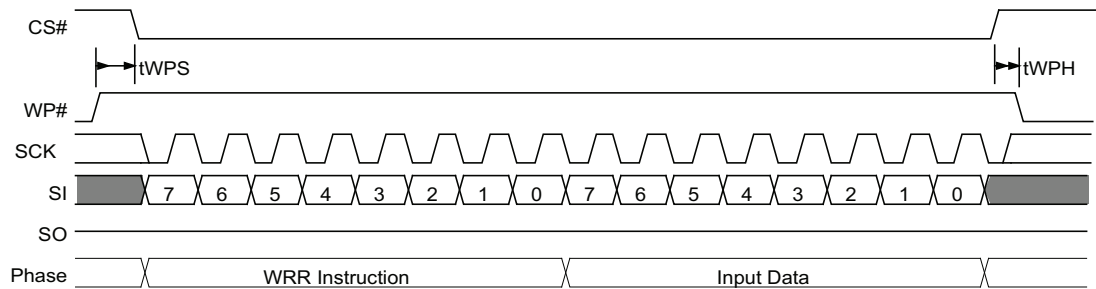 CS#
tWPS
tWPH
WP#
SCK
SI 7 6 5 4 3 2 1 0 7 6 5 4 3 2 1 0
SO
Phase WRR Instruction Input Data